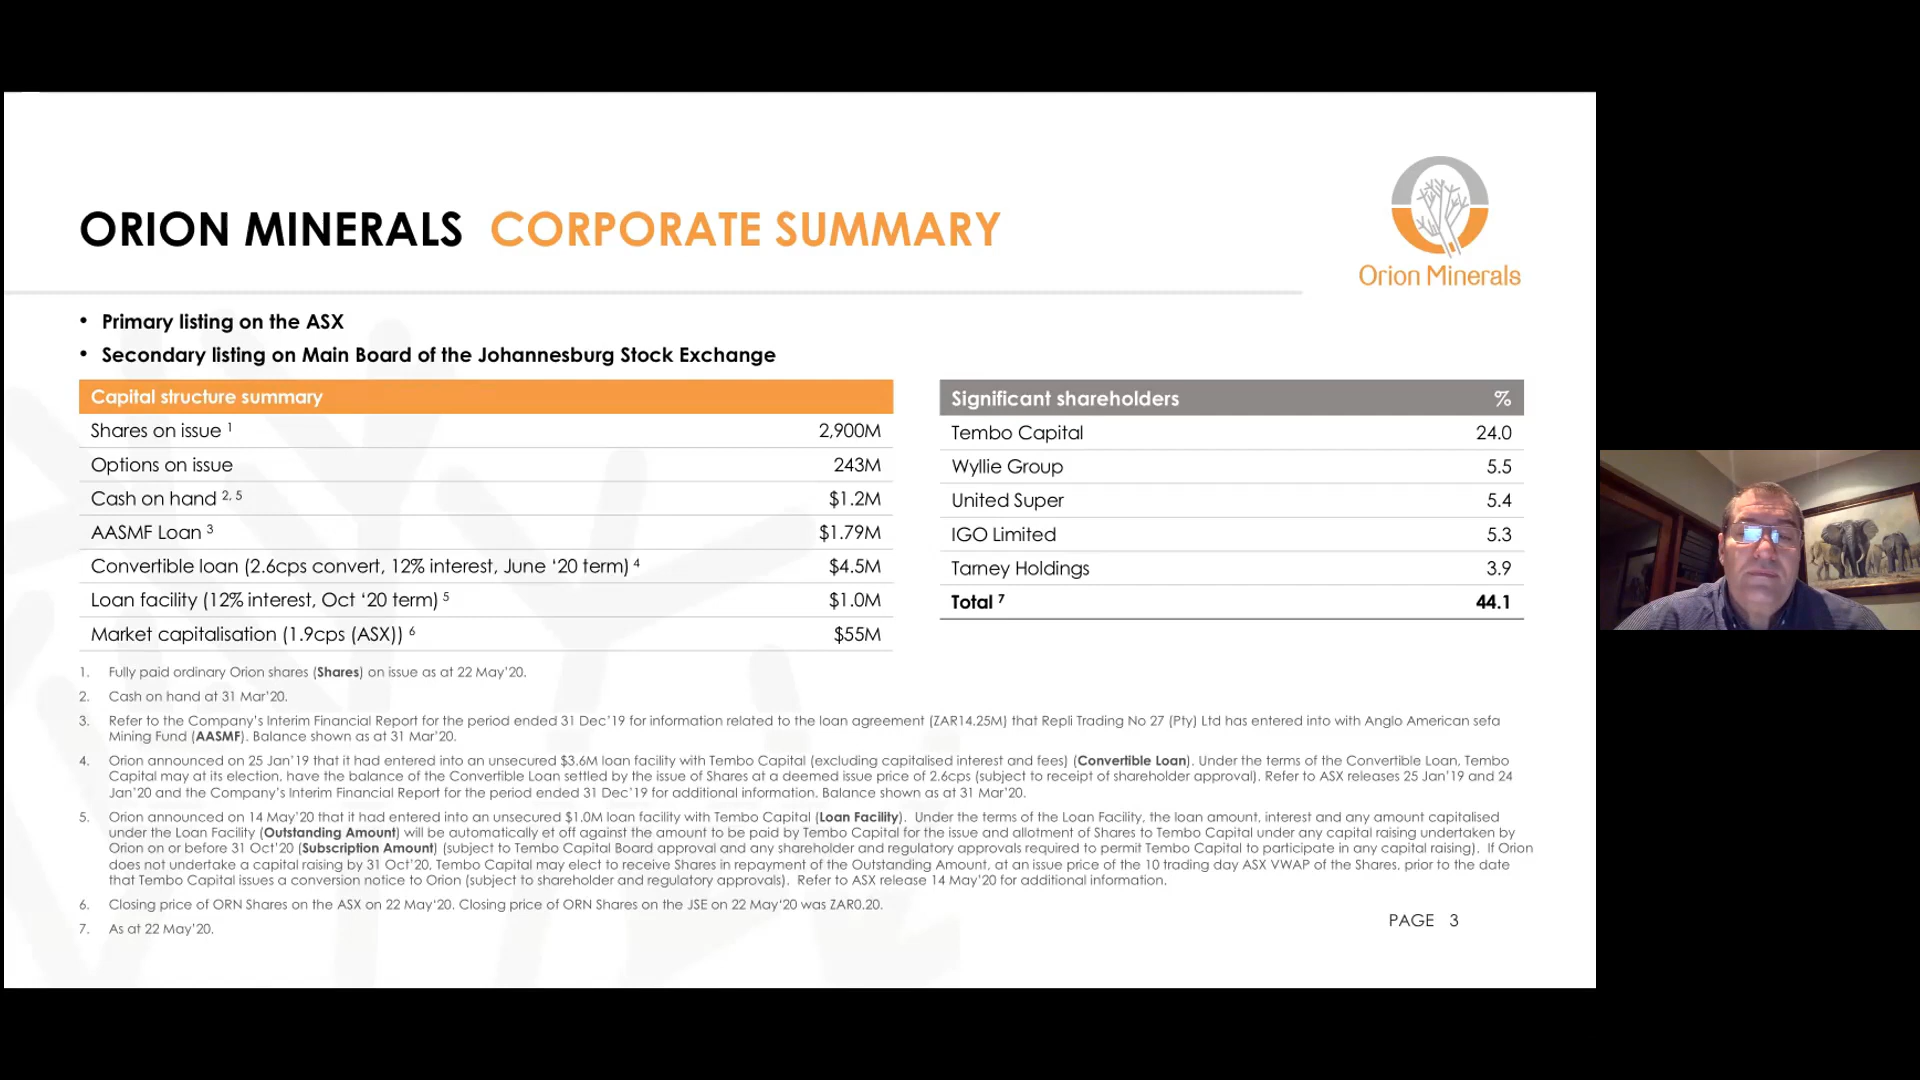 ORION MINERALS CORPORATE SUMMARY
Orion Minerals
• Primary listing on the ASX
• Secondary listing on Main Board of the Johannesburg Stock Exchange
Capital structure summary
Shares on issue 1 2,900M
Options on issue 243M
Cash on hand 2, 5 $1.2M
AASMF Loan 3 $1.79M
Convertible loan (2.6cps convert, 12% interest, June ‘20 term) 4 $4.5M
Loan facility (12% interest, Oct ‘20 term) 5 $1.0M
Market capitalisation (1.9cps (ASX)) 6 $55M
Significant shareholders %
Tembo Capital 24.0
Wyllie Group 5.5
United Super 5.4
IGO Limited 5.3
Tarney Holdings 3.9
Total 7 44.1
1. Fully paid ordinary Orion shares (Shares) on issue as at 22 May’20.
2. Cash on hand at 31 Mar’20.
3. Refer to the Company’s Interim Financial Report for the period ended 31 Dec’19 for information related to the loan agreement (ZAR14.25M) that Repli Trading No 27 (Pty) Ltd has entered into with Anglo American sefa
Mining Fund (AASMF). Balance shown as at 31 Mar’20.
4. Orion announced on 25 Jan’19 that it had entered into an unsecured $3.6M loan facility with Tembo Capital (excluding capitalised interest and fees) (Convertible Loan). Under the terms of the Convertible Loan, Tembo
Capital may at its election, have the balance of the Convertible Loan settled by the issue of Shares at a deemed issue price of 2.6cps (subject to receipt of shareholder approval). Refer to ASX releases 25 Jan’19 and 24
Jan’20 and the Company’s Interim Financial Report for the period ended 31 Dec’19 for additional information. Balance shown as at 31 Mar’20.
5. Orion announced on 14 May’20 that it had entered into an unsecured $1.0M loan facility with Tembo Capital (Loan Facility). Under the terms of the Loan Facility, the loan amount, interest and any amount capitalised
under the Loan Facility (Outstanding Amount) will be automatically et off against the amount to be paid by Tembo Capital for the issue and allotment of Shares to Tembo Capital under any capital raising undertaken by
Orion on or before 31 Oct’20 (Subscription Amount) (subject to Tembo Capital Board approval and any shareholder and regulatory approvals required to permit Tembo Capital to participate in any capital raising). If Orion
does not undertake a capital raising by 31 Oct’20, Tembo Capital may elect to receive Shares in repayment of the Outstanding Amount, at an issue price of the 10 trading day ASX VWAP of the Shares, prior to the date
that Tembo Capital issues a conversion notice to Orion (subject to shareholder and regulatory approvals). Refer to ASX release 14 May’20 for additional information.
6. Closing price of ORN Shares on the ASX on 22 May‘20. Closing price of ORN Shares on the JSE on 22 May‘20 was ZAR0.20.
7. As at 22 May’20.
PAGE 3